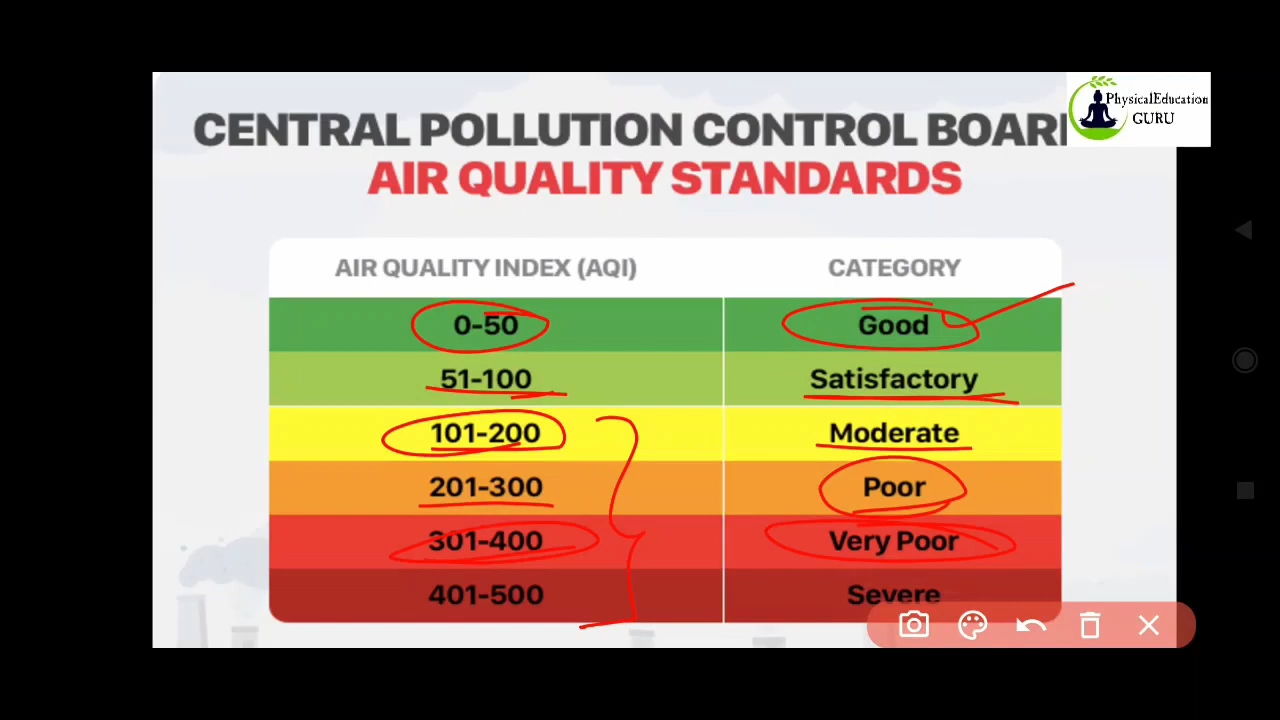 CENTRAL POLLUTION CONTROL BOAR
AIR QUALITY STANDARDS
PhysicalEducation
GURU
AIR QUALITY INDEX (AQI) CATEGORY
0-50 Good
51-100 Satisfactory
101-200 Moderate
201-300 Poor
301-400 Very Poor
401-500 Severe